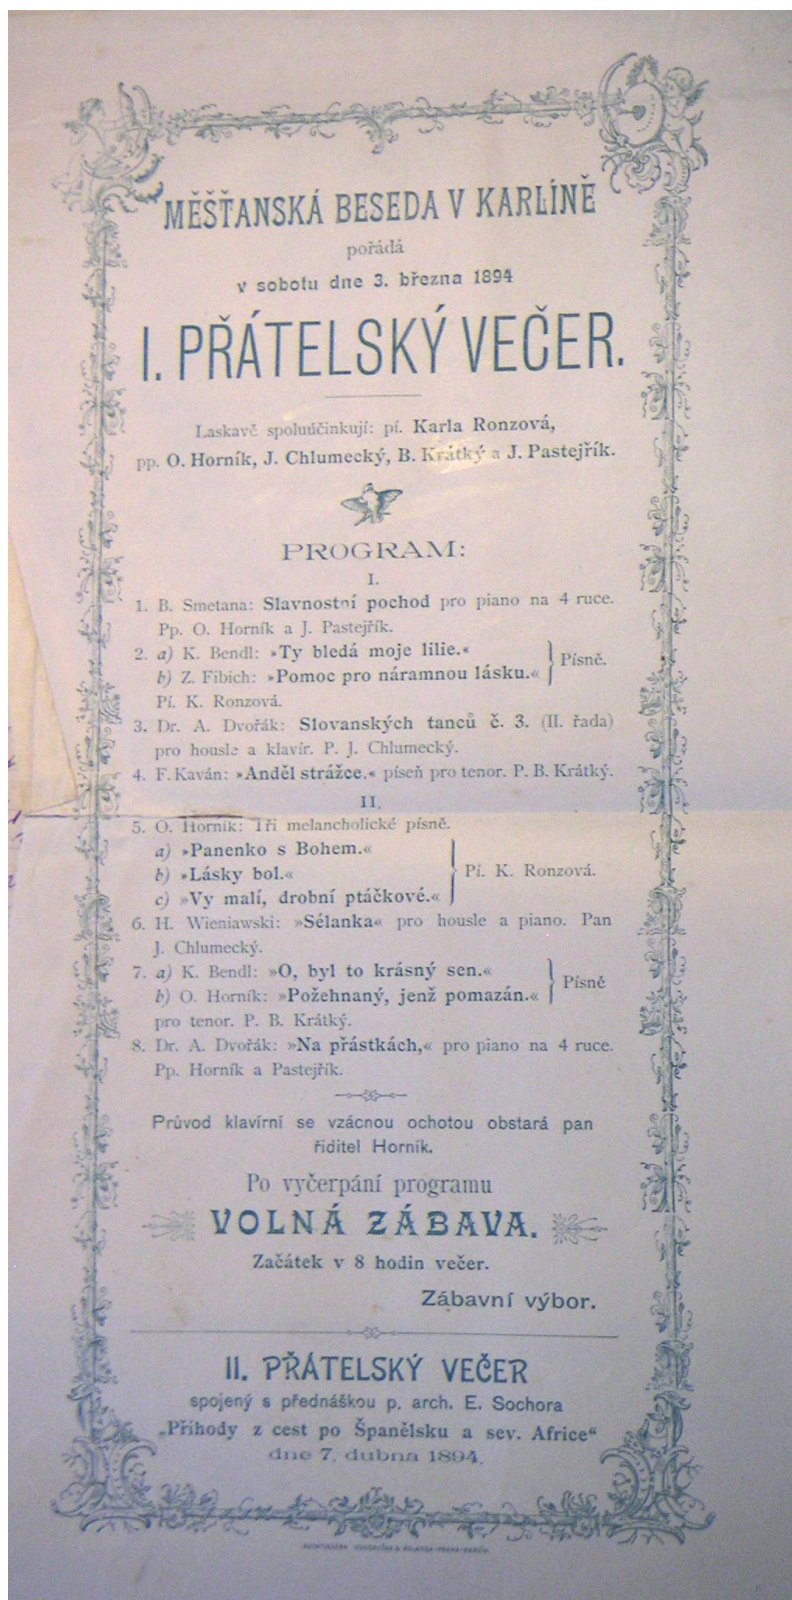 MĚŠŤANSKÁ BESEDA V KARLÍNĚ
pořádá
v sobotu dne 3. března 1894
I. PŘÁTELSKÝ VEČER.
Laskavě spoluúčinkují: pí. Karla Ronzová,
pp. O. Horník, J. Chlumecký, B. Krátký a J. Pastejřík.
PROGRAM:
I.
1. B. Smetana: Slavnostní pochod pro piano na 4 ruce.
Pp. O. Horník a J. Pastejřík.
2. a) K. Bendl: »Ty bledá moje lilie.«
b) Z. Fibich: »Pomoc pro náramnou lásku.« Písně.
Pí. K. Ronzová.
3. Dr. A. Dvořák: Slovanských tanců č. 3. (II. řada)
pro housle a klavír. P. J. Chlumecký.
4. F. Kaván: »Anděl strážce.« píseň pro tenor. P. B. Krátký.
II.
5. O. Horník: Tři melancholické písně.
a) »Panenko s Bohem.«
b) »Lásky bol.« Pí. K. Ronzová.
c) »Vy malí, drobní ptáčkové.«
6. H. Wieniawski: »Sélanka« pro housle a piano. Pan
J. Chlumecký.
7. a) K. Bendl: »O, byl to krásný sen.«
b) O. Horník: »Požehnaný, jenž pomazán.« Písně
pro tenor. P. B. Krátký.
8. Dr. A. Dvořák: »Na přástkách,« pro piano na 4 ruce.
Pp. Horník a Pastejřík.
Průvod klavírní se vzácnou ochotou obstará pan
řiditel Horník.
Po vyčerpání programu
VOLNÁ ZÁBAVA.
Začátek v 8 hodin večer.
Zábavní výbor.
II. PŘÁTELSKÝ VEČER
spojený s přednáškou p. arch. E. Sochora
„Příhody z cest po Španělsku a sev. Africe“
dne 7. dubna 1894.